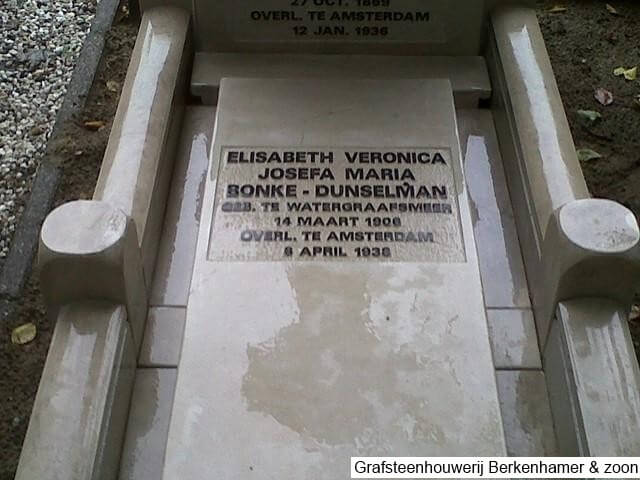 27 OCT. 1869
OVERL. TE AMSTERDAM
12 JAN. 1936
ELISABETH VERONICA
JOSEFA MARIA
BONKE - DUNSELMAN
GEB. TE WATERGRAAFSMEER
14 MAART 1906
OVERL. TE AMSTERDAM
6 APRIL 1938
Grafsteenhouwerij Berkenhamer & zoon